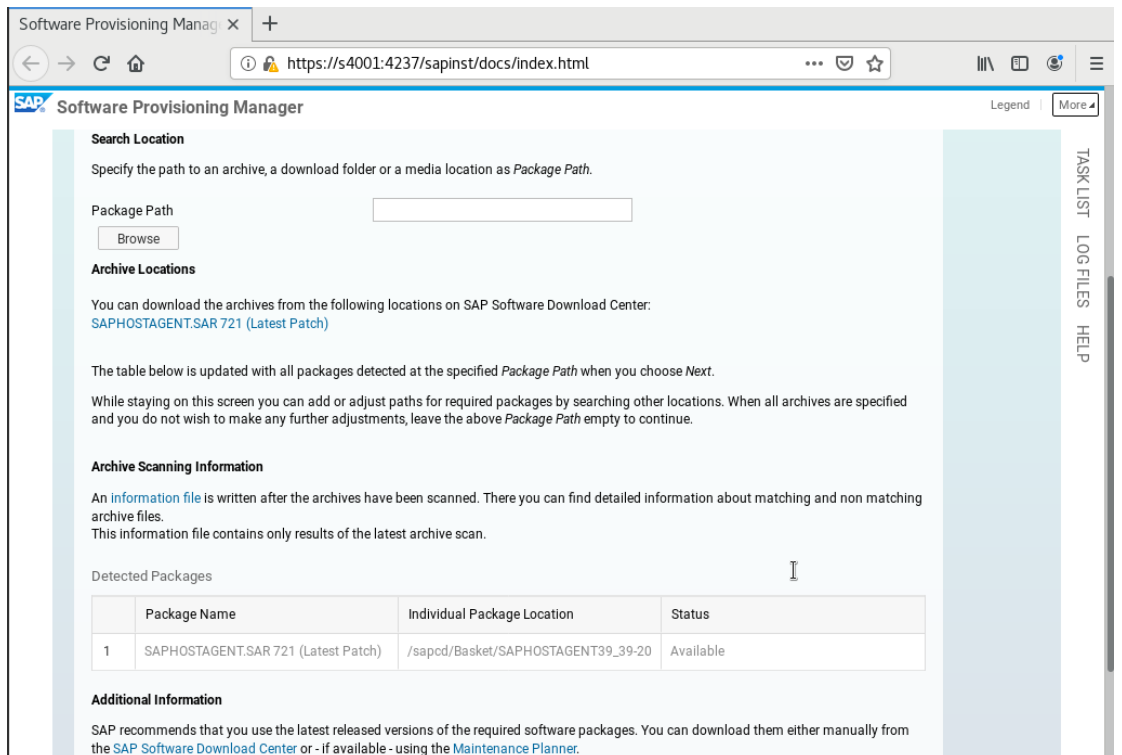 Software Provisioning Manag
https://s4001:4237/sapinst/docs/index.html
SAP Software Provisioning Manager
Legend
More
TASK LIST
LOG FILES
HELP
Search Location
Specify the path to an archive, a download folder or a media location as Package Path.
Package Path
Browse
Archive Locations
You can download the archives from the following locations on SAP Software Download Center:
SAPHOSTAGENT.SAR 721 (Latest Patch)
The table below is updated with all packages detected at the specified Package Path when you choose Next.
While staying on this screen you can add or adjust paths for required packages by searching other locations. When all archives are specified
and you do not wish to make any further adjustments, leave the above Package Path empty to continue.
Archive Scanning Information
An information file is written after the archives have been scanned. There you can find detailed information about matching and non matching
archive files.
This information file contains only results of the latest archive scan.
Detected Packages
Package Name Individual Package Location Status
1 SAPHOSTAGENT.SAR 721 (Latest Patch) /sapcd/Basket/SAPHOSTAGENT39_39-20 Available
Additional Information
SAP recommends that you use the latest released versions of the required software packages. You can download them either manually from
the SAP Software Download Center or - if available - using the Maintenance Planner.